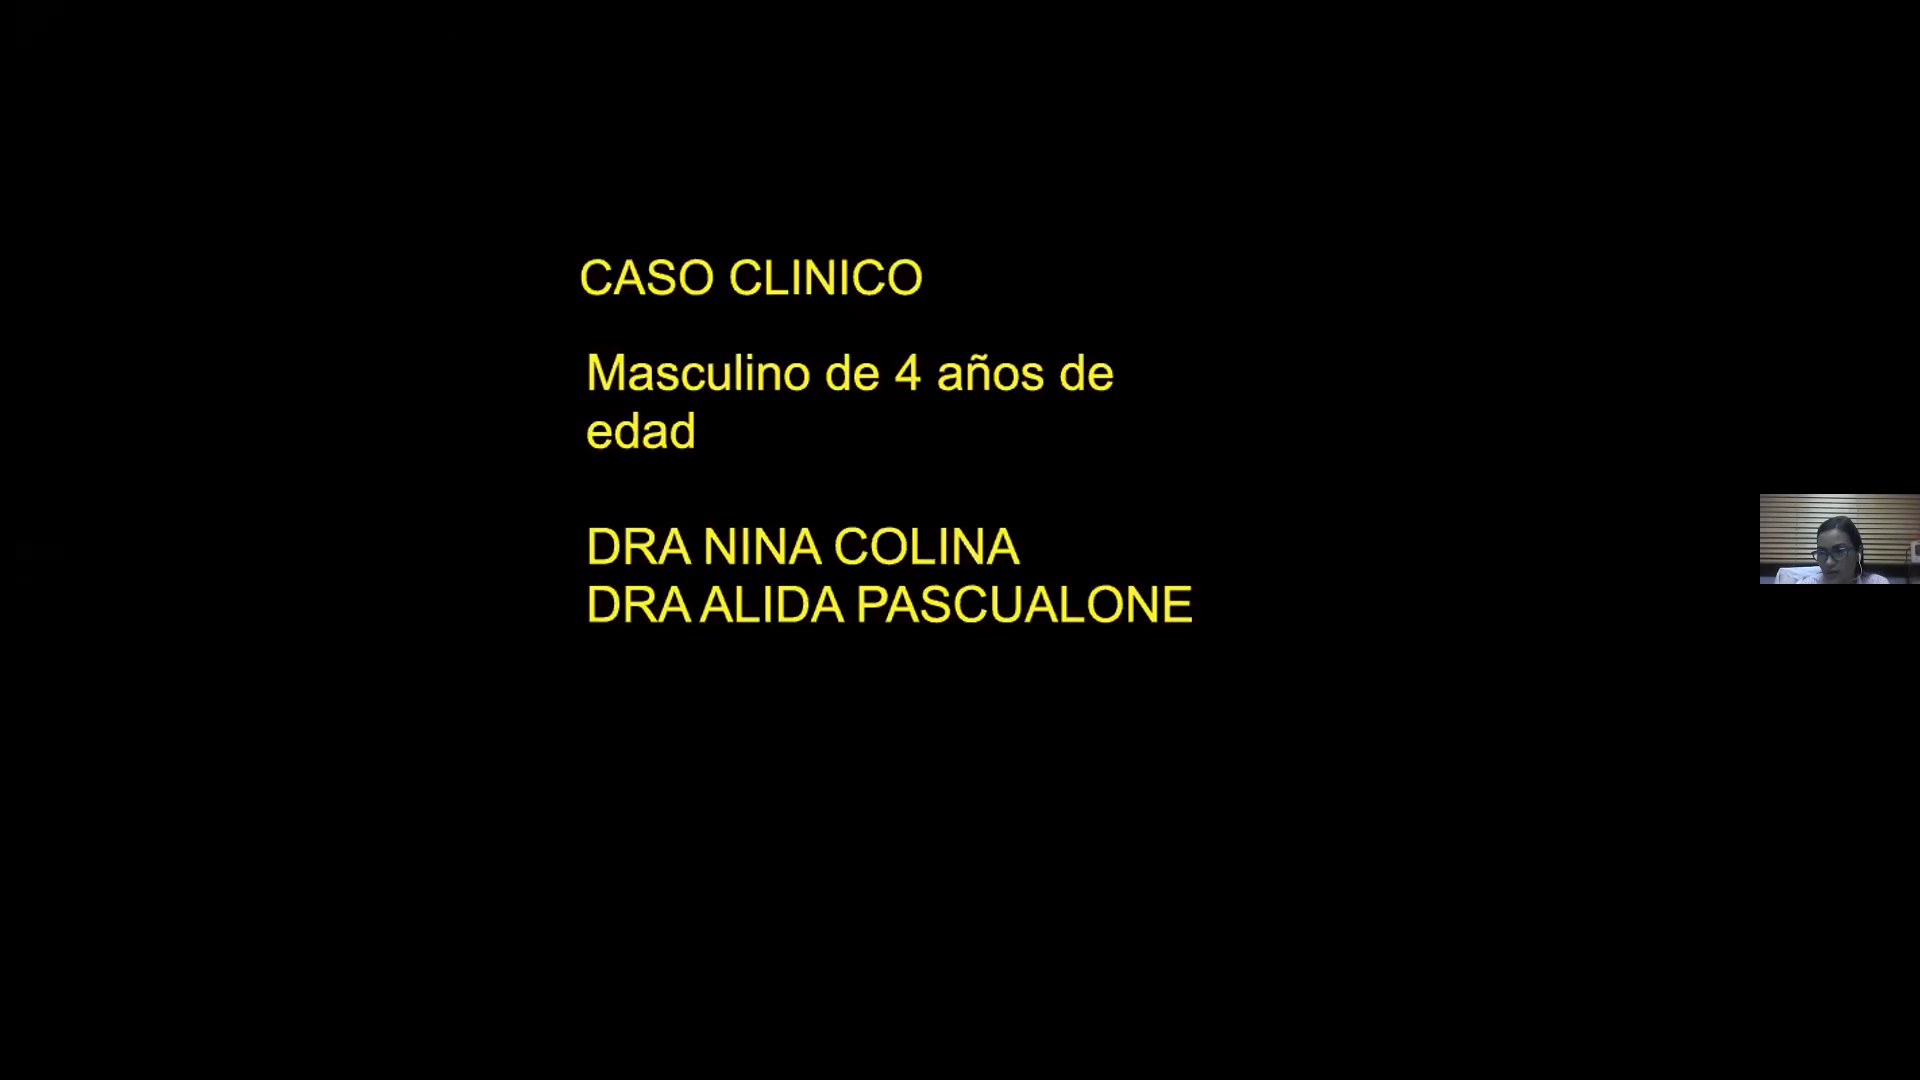 CASO CLINICO
Masculino de 4 años de
edad
DRA NINA COLINA
DRA ALIDA PASCUALONE